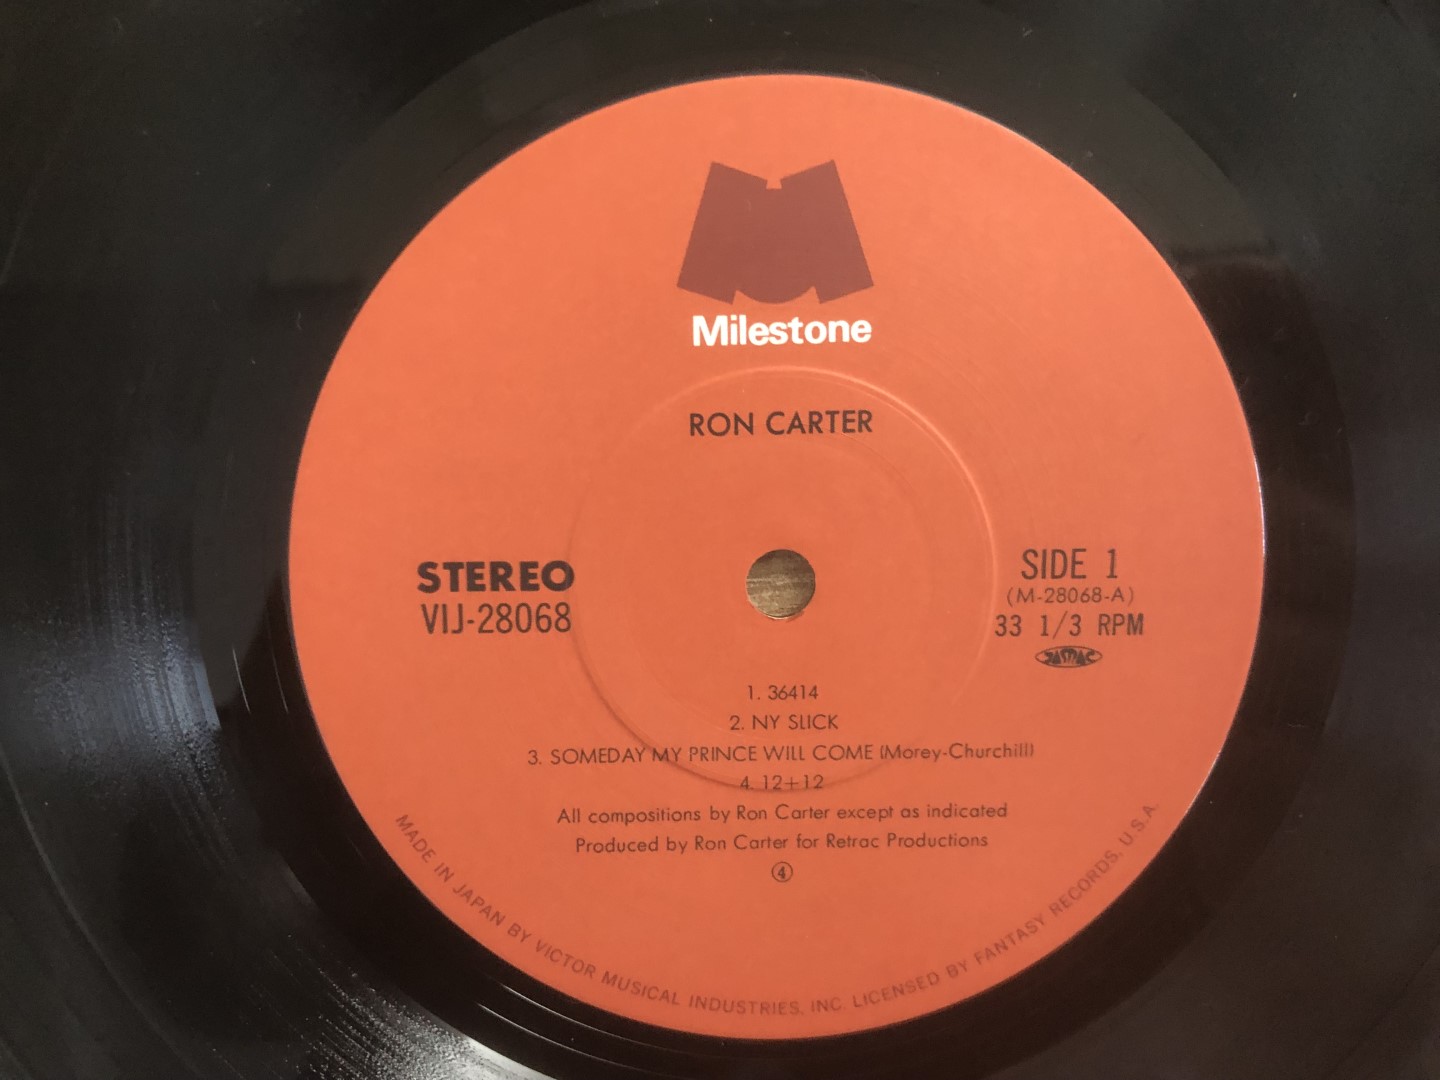 Milestone
RON CARTER
STEREO
VIJ-28068
SIDE 1
(M-28068-A)
33 1/3 RPM
JASRAC
1. 36414
2. NY SLICK
3. SOMEDAY MY PRINCE WILL COME (Morey-Churchill)
4. 12+12
All compositions by Ron Carter except as indicated
Produced by Ron Carter for Retrac Productions
④
MADE IN JAPAN BY VICTOR MUSICAL INDUSTRIES, INC. LICENSED BY FANTASY RECORDS, U.S.A.